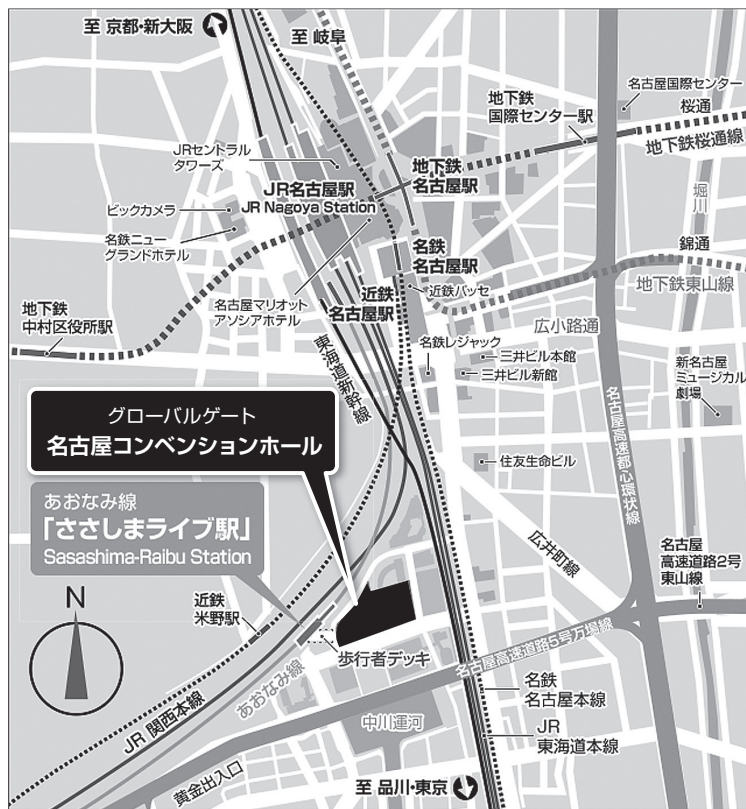 至 京都・新大阪
至 岐阜
名古屋国際センター
地下鉄
国際センター駅
桜通
地下鉄桜通線
JRセントラル
タワーズ
地下鉄
名古屋駅
JR名古屋駅
JR Nagoya Station
堀川
ビックカメラ
名鉄ニュー
グランドホテル
名鉄
名古屋駅
錦通
地下鉄東山線
近鉄パッセ
近鉄
名古屋駅
名古屋マリオット
アソシアホテル
地下鉄
中村区役所駅
広小路通
名鉄レジャック
三井ビル本館
三井ビル新館
新名古屋
ミュージカル
劇場
東海道新幹線
名古屋高速都心環状線
グローバルゲート
名古屋コンベンションホール
住友生命ビル
あおなみ線
「ささしまライブ駅」
Sasashima-Raibu Station
広井町線
名古屋
高速道路2号
東山線
N
近鉄
米野駅
歩行者デッキ
名古屋高速道路5号万場線
あおなみ線
JR 関西本線
名鉄
名古屋本線
中川運河
JR
東海道本線
黄金出入口
至 品川・東京